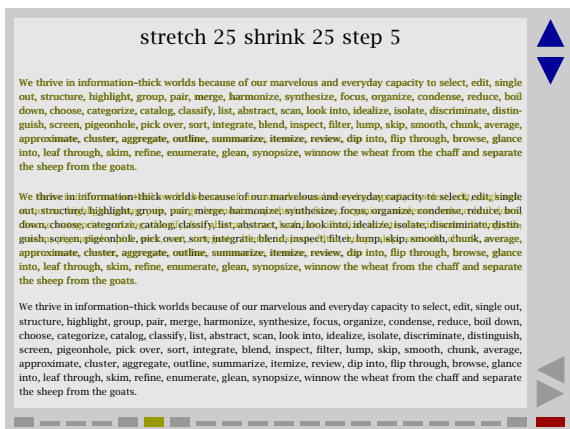 stretch 25 shrink 25 step 5
We thrive in information–thick worlds because of our marvelous and everyday capacity to select, edit, single
out, structure, highlight, group, pair, merge, harmonize, synthesize, focus, organize, condense, reduce, boil
down, choose, categorize, catalog, classify, list, abstract, scan, look into, idealize, isolate, discriminate, distin-
guish, screen, pigeonhole, pick over, sort, integrate, blend, inspect, filter, lump, skip, smooth, chunk, average,
approximate, cluster, aggregate, outline, summarize, itemize, review, dip into, flip through, browse, glance
into, leaf through, skim, refine, enumerate, glean, synopsize, winnow the wheat from the chaff and separate
the sheep from the goats.
We thrive in information–thick worlds because of our marvelous and everyday capacity to select, edit, single
out, structure, highlight, group, pair, merge, harmonize, synthesize, focus, organize, condense, reduce, boil
down, choose, categorize, catalog, classify, list, abstract, scan, look into, idealize, isolate, discriminate, distin-
guish, screen, pigeonhole, pick over, sort, integrate, blend, inspect, filter, lump, skip, smooth, chunk, average,
approximate, cluster, aggregate, outline, summarize, itemize, review, dip into, flip through, browse, glance
into, leaf through, skim, refine, enumerate, glean, synopsize, winnow the wheat from the chaff and separate
the sheep from the goats.
We thrive in information–thick worlds because of our marvelous and everyday capacity to select, edit, single out,
structure, highlight, group, pair, merge, harmonize, synthesize, focus, organize, condense, reduce, boil down,
choose, categorize, catalog, classify, list, abstract, scan, look into, idealize, isolate, discriminate, distinguish,
screen, pigeonhole, pick over, sort, integrate, blend, inspect, filter, lump, skip, smooth, chunk, average,
approximate, cluster, aggregate, outline, summarize, itemize, review, dip into, flip through, browse, glance
into, leaf through, skim, refine, enumerate, glean, synopsize, winnow the wheat from the chaff and separate
the sheep from the goats.